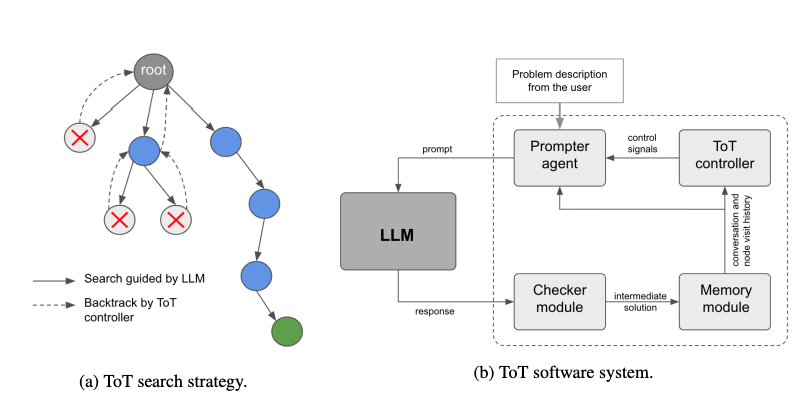 root
Search guided by LLM
Backtrack by ToT
controller
(a) ToT search strategy.
Problem description
from the user
Prompter
agent
control
signals
ToT
controller
prompt
LLM
conversation and
node visit history
response
Checker
module
intermediate
solution
Memory
module
(b) ToT software system.